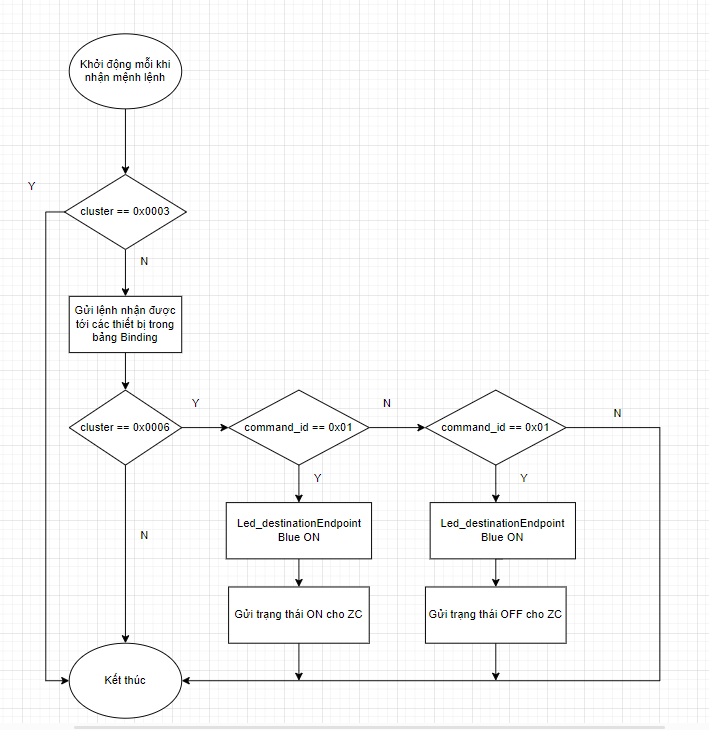 Khởi động mỗi khi
nhận mệnh lệnh
Y
cluster == 0x0003
N
Gửi lệnh nhận được
tới các thiết bị trong
bảng Binding
cluster == 0x0006
Y
command_id == 0x01
N
command_id == 0x01
N
Y
Y
Led_destinationEndpoint
Blue ON
Led_destinationEndpoint
Blue ON
N
Gửi trạng thái ON cho ZC
Gửi trạng thái OFF cho ZC
Kết thúc